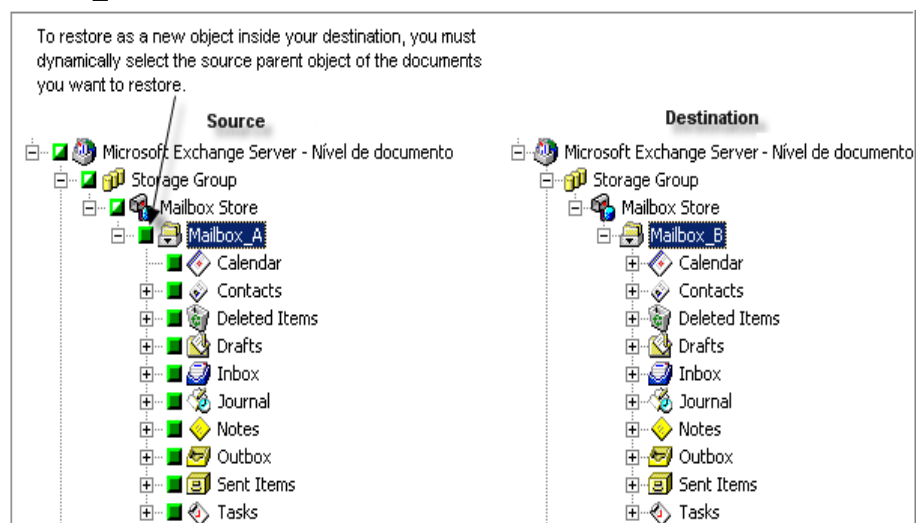 To restore as a new object inside your destination, you must
dynamically select the source parent object of the documents
you want to restore.
Source
Microsoft Exchange Server - Nível de documento
Storage Group
Mailbox Store
Mailbox_A
Calendar
Contacts
Deleted Items
Drafts
Inbox
Journal
Notes
Outbox
Sent Items
Tasks
Destination
Microsoft Exchange Server - Nível de documento
Storage Group
Mailbox Store
Mailbox_B
Calendar
Contacts
Deleted Items
Drafts
Inbox
Journal
Notes
Outbox
Sent Items
Tasks